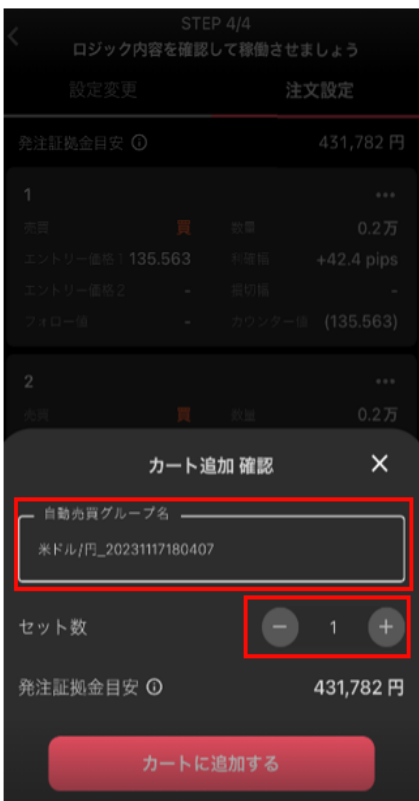 STEP 4/4
ロジック内容を確認して稼働させましょう
設定変更 注文設定
発注証拠金目安 431,782 円
1
売買 買 数量 0.2万
エントリー価格1 135.563 利確幅 +42.4 pips
エントリー価格2 - 損切幅 -
フォロー値 - カウンター値 (135.563)
2
売買 買 数量 0.2万
カート追加 確認
自動売買グループ名
米ドル/円_20231117180407
セット数 1
発注証拠金目安 431,782 円
カートに追加する